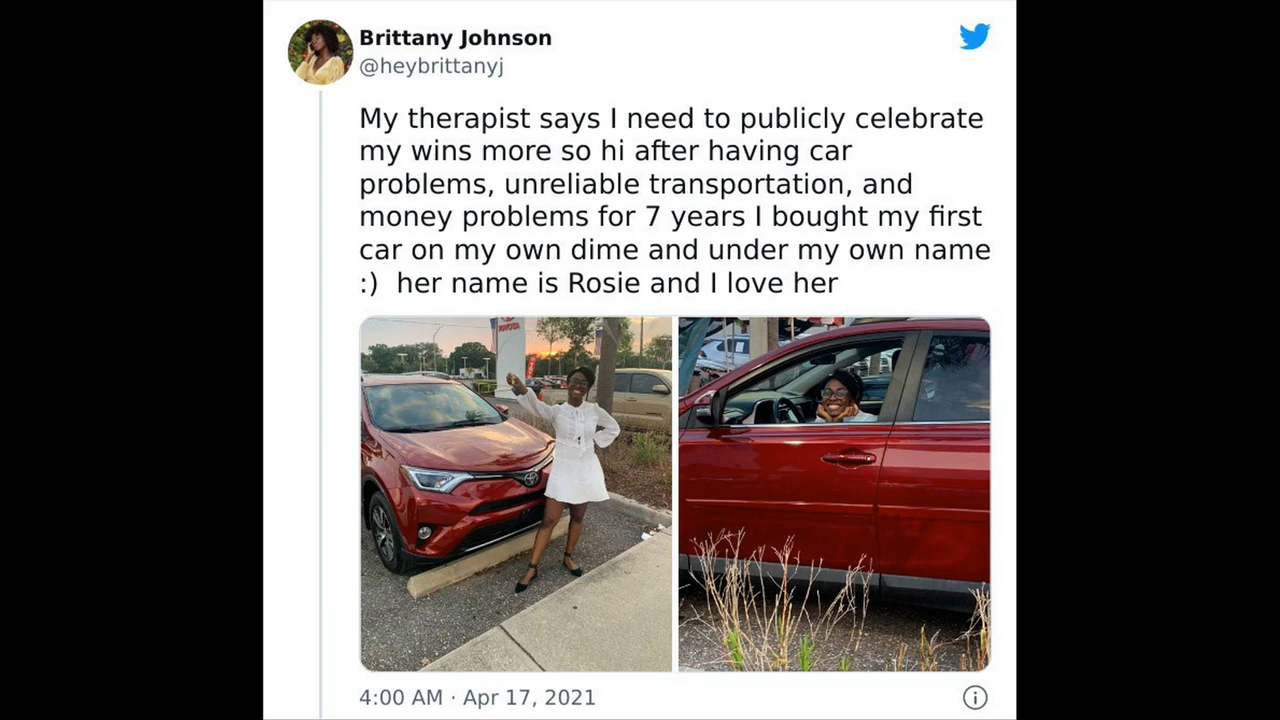 Brittany Johnson
@heybrittanyj
My therapist says I need to publicly celebrate
my wins more so hi after having car
problems, unreliable transportation, and
money problems for 7 years I bought my first
car on my own dime and under my own name
:)  her name is Rosie and I love her
TOYOTA
4:00 AM · Apr 17, 2021